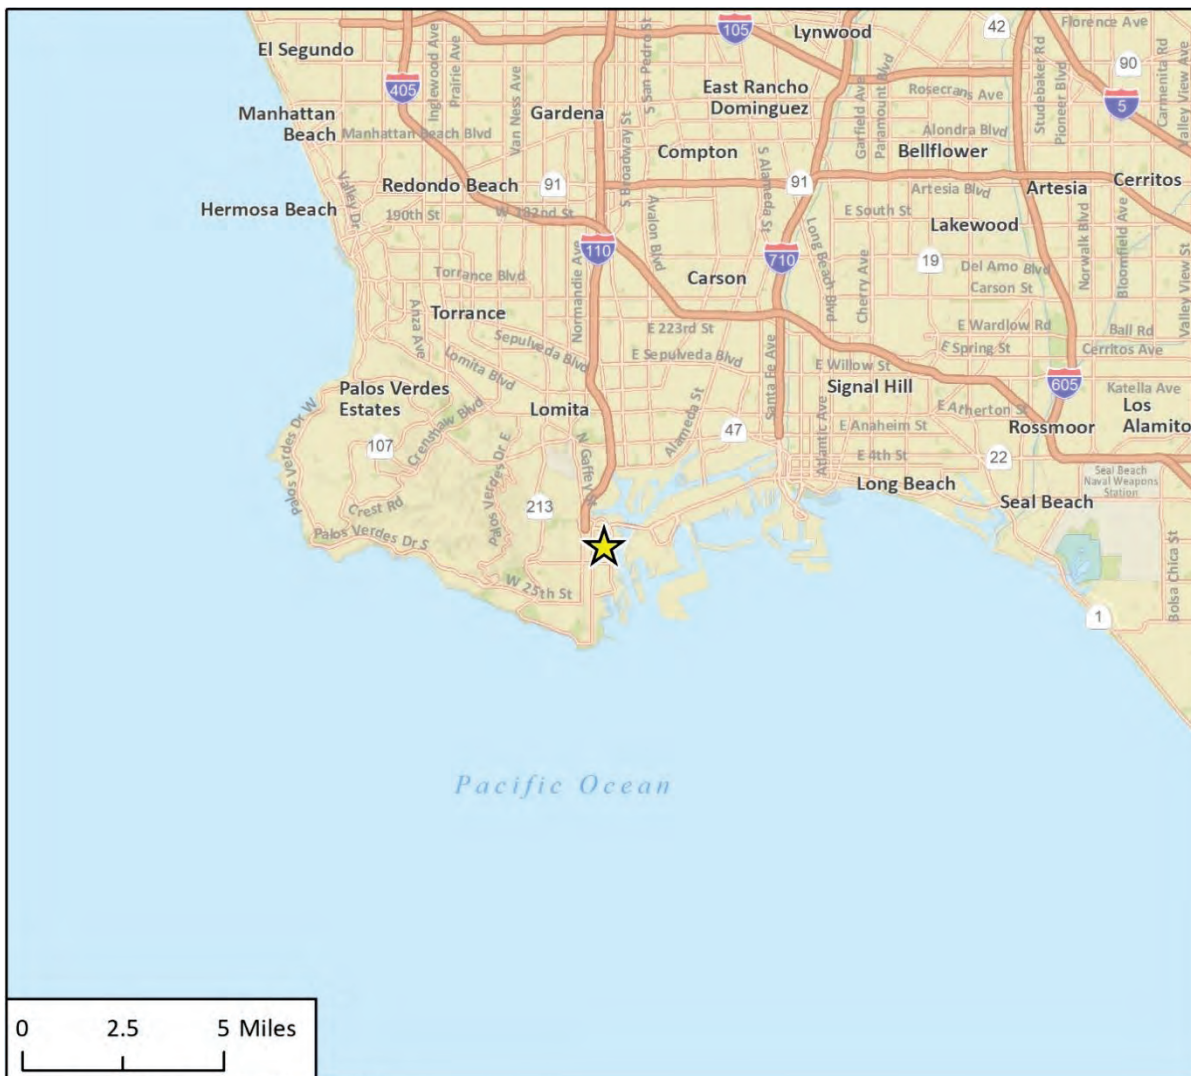 El Segundo
Inglewood Ave
Prairie Ave
105
S San Pedro St
Lynwood
42
Florence Ave
90
Studebaker Rd
Pioneer Blvd
Carmenita Rd
Valley View Ave
405
Van Ness Ave
East Rancho
Dominguez
Garfield Ave
Paramount Blvd
Rosecrans Ave
5
Manhattan
Beach
Manhattan Beach Blvd
Gardena
S Broadway St
Compton
S Alameda St
Alondra Blvd
Bellflower
Valley Dr
Redondo Beach
91
91
Artesia Blvd
Artesia
Cerritos
Hermosa Beach
190th St
W 182nd St
Avalon Blvd
E South St
Lakewood
110
710
Long Beach Blvd
Cherry Ave
19
Del Amo Blvd
Carson St
Norwalk Blvd
Bloomfield Ave
Valley View St
Torrance Blvd
Normandie Ave
Carson
Anza Ave
Torrance
Sepulveda Blvd
Lomita Blvd
E 223rd St
E Sepulveda Blvd
Santa Fe Ave
E Wardlow Rd
E Spring St
Ball Rd
Cerritos Ave
E Willow St
Signal Hill
605
Katella Ave
Palos Verdes
Estates
Palos Verdes Dr W
107
Crenshaw Blvd
Lomita
Palos Verdes Dr E
N Gaffey St
Alameda St
47
Atlantic Ave
E Anaheim St
E Atherton St
Rossmoor
Los
Alamito
E 4th St
22
Long Beach
Seal Beach
Naval Weapons
Station
Seal Beach
Crest Rd
213
Palos Verdes Dr S
W 25th St
Bolsa Chica St
1
Pacific Ocean
0 2.5 5 Miles